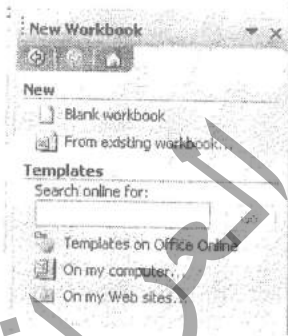 New Workbook
New
Blank workbook
From existing workbook...
Templates
Search online for:
Templates on Office Online
On my computer...
On my Web sites...